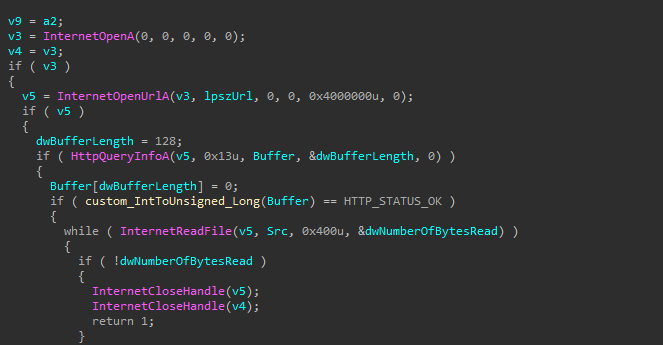 v9 = a2;
v3 = InternetOpenA(0, 0, 0, 0, 0);
v4 = v3;
if ( v3 )
{
v5 = InternetOpenUrlA(v3, lpszUrl, 0, 0, 0x4000000u, 0);
if ( v5 )
{
dwBufferLength = 128;
if ( HttpQueryInfoA(v5, 0x13u, Buffer, &dwBufferLength, 0) )
{
Buffer[dwBufferLength] = 0;
if ( custom_IntToUnsigned_Long(Buffer) == HTTP_STATUS_OK )
{
while ( InternetReadFile(v5, Src, 0x400u, &dwNumberOfBytesRead) )
{
if ( !dwNumberOfBytesRead )
{
InternetCloseHandle(v5);
InternetCloseHandle(v4);
return 1;
}